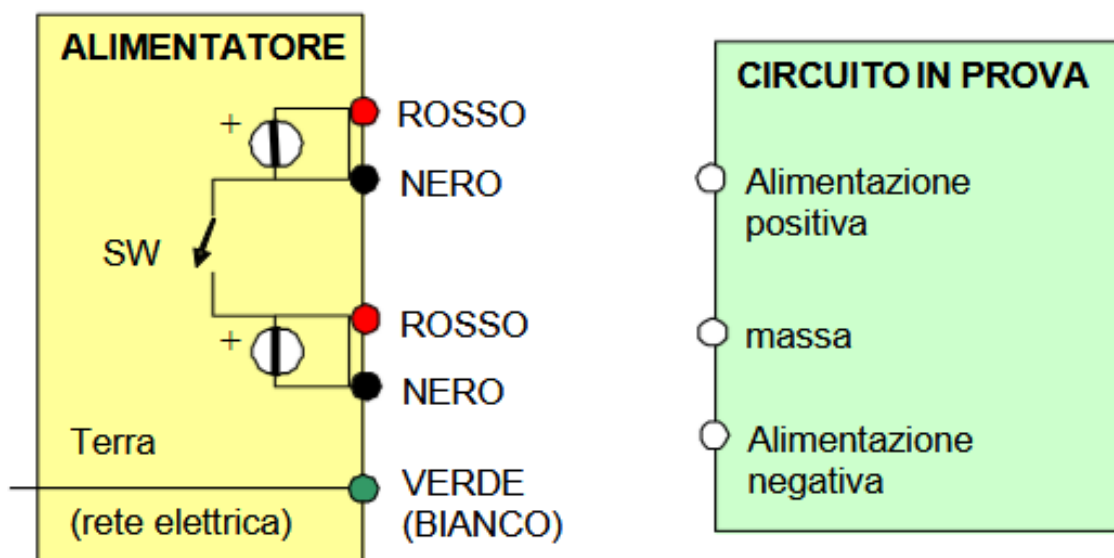 ALIMENTATORE
+
ROSSO
NERO
SW
+
ROSSO
NERO
Terra
(rete elettrica)
VERDE
(BIANCO)
CIRCUITO IN PROVA
Alimentazione
positiva
massa
Alimentazione
negativa